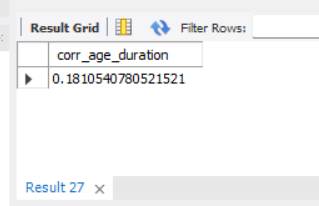 Result Grid Filter Rows:
corr_age_duration
0.1810540780521521
Result 27 ×